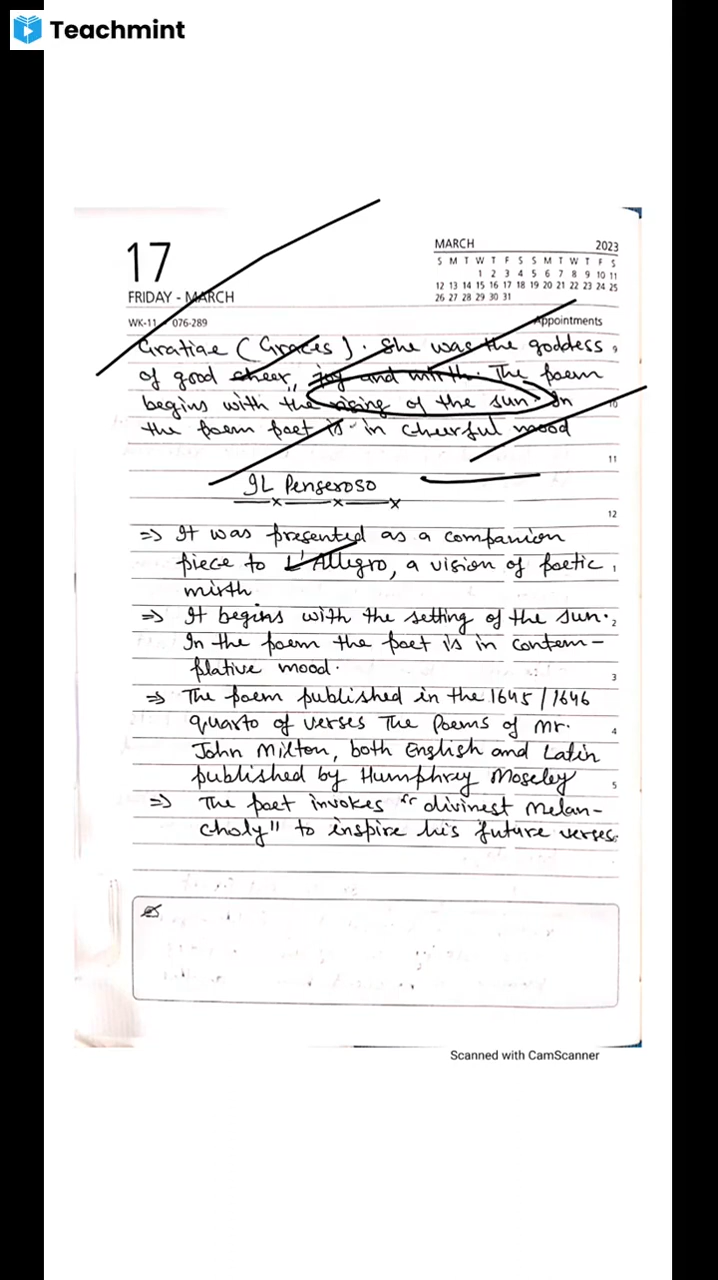 Teachmint
17
FRIDAY - MARCH
WK-11 076-289
MARCH 2023
S M T W T F S S M T W T F S
1 2 3 4 5 6 7 8 9 10 11
12 13 14 15 16 17 18 19 20 21 22 23 24 25
26 27 28 29 30 31
Appointments
Gratiae (Graces). She was the goddess
of good cheer, joy and mirth. The poem
begins with the rising of the sun. In
the poem poet is in cheerful mood
10
11
IL Penseroso
12
⇒ It was presented as a companion
piece to L'Allegro, a vision of poetic
mirth
⇒ It begins with the setting of the sun.
In the poem the poet is in contem-
plative mood.
3
⇒ The poem published in the 1645/1646
quarto of verses The Poems of Mr. 4
John Milton, both English and Latin
published by Humphrey Moseley 5
⇒ The poet invokes "divinest Melan-
choly" to inspire his future verses.
Scanned with CamScanner